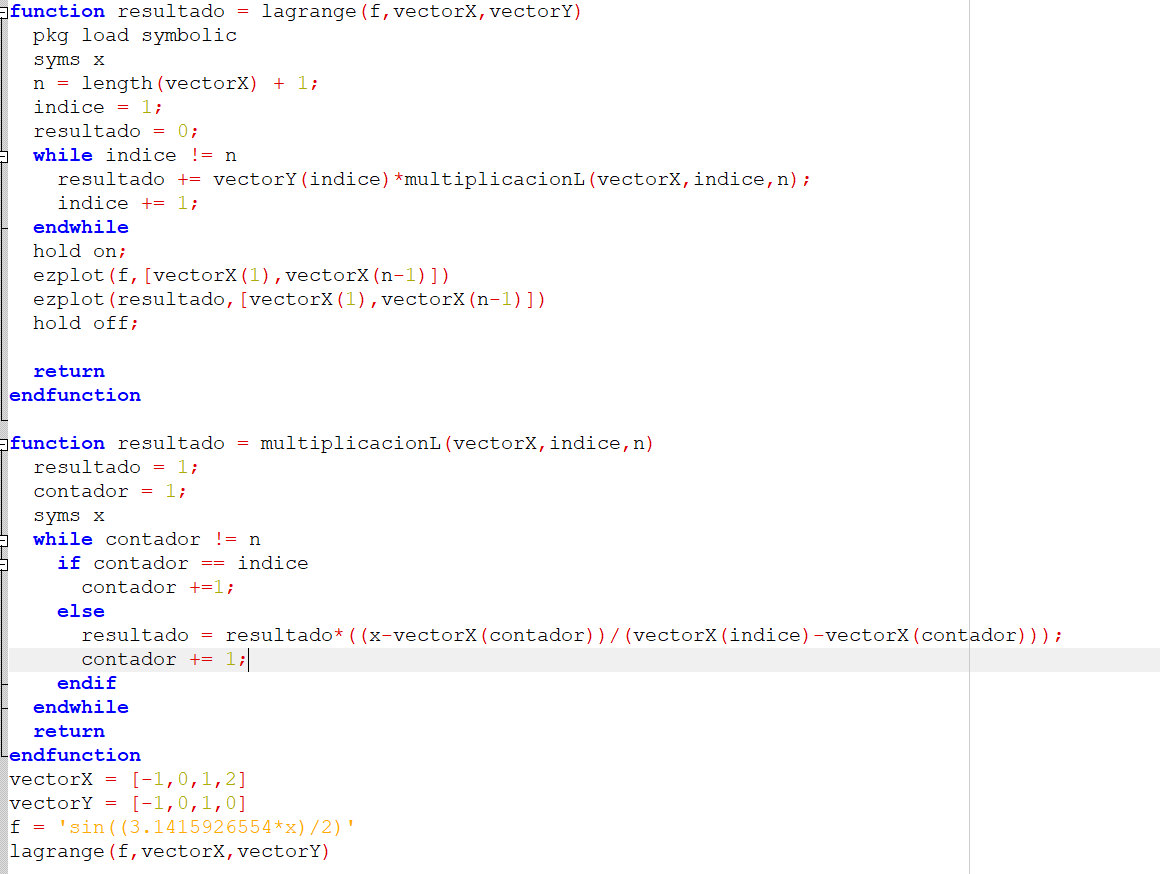 function resultado = lagrange(f,vectorX,vectorY)
  pkg load symbolic
  syms x
  n = length(vectorX) + 1;
  indice = 1;
  resultado = 0;
  while indice != n
    resultado += vectorY(indice)*multiplicacionL(vectorX,indice,n);
    indice += 1;
  endwhile
  hold on;
  ezplot(f,[vectorX(1),vectorX(n-1)])
  ezplot(resultado,[vectorX(1),vectorX(n-1)])
  hold off;

  return
endfunction

function resultado = multiplicacionL(vectorX,indice,n)
  resultado = 1;
  contador = 1;
  syms x
  while contador != n
    if contador == indice
      contador +=1;
    else
      resultado = resultado*((x-vectorX(contador))/(vectorX(indice)-vectorX(contador)));
      contador += 1;
    endif
  endwhile
  return
endfunction
vectorX = [-1,0,1,2]
vectorY = [-1,0,1,0]
f = 'sin((3.1415926554*x)/2)'
lagrange(f,vectorX,vectorY)